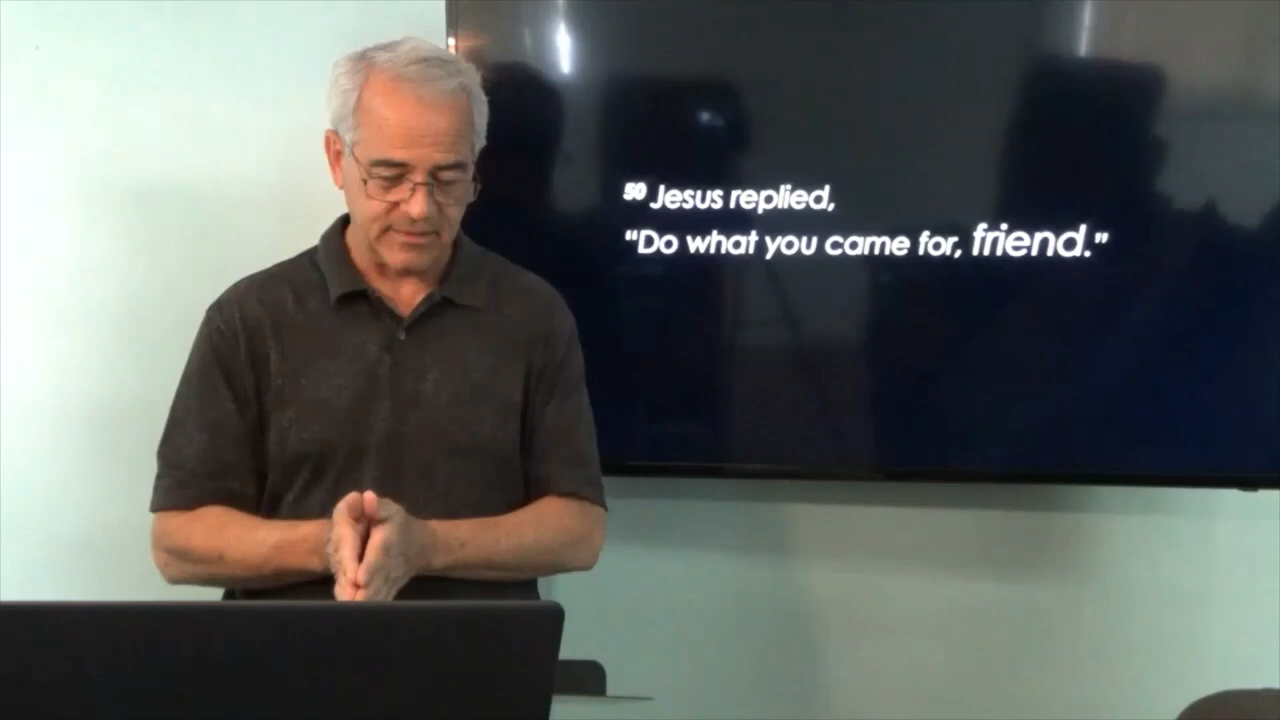 50 Jesus replied,
“Do what you came for, friend.”